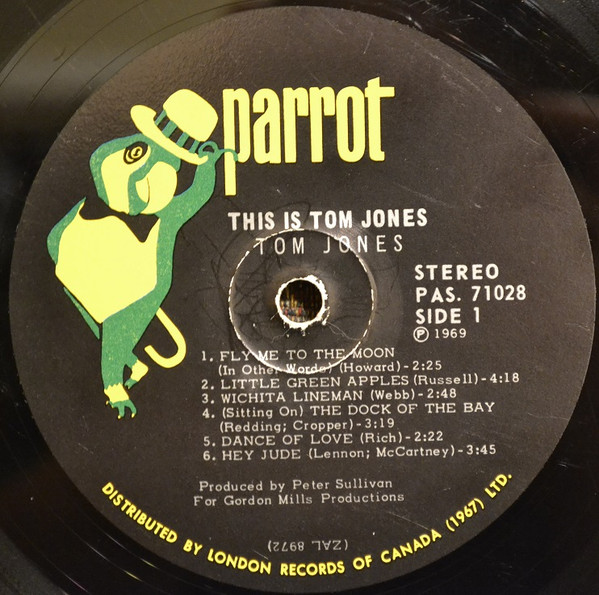 parrot
THIS IS TOM JONES
TOM JONES
STEREO
PAS. 71028
SIDE 1
℗ 1969
1. FLY ME TO THE MOON
(In Other Words) (Howard)-2:25
2. LITTLE GREEN APPLES (Russell)-4:18
3. WICHITA LINEMAN (Webb)-2:48
4. (Sitting On) THE DOCK OF THE BAY
(Redding; Cropper)-3:19
5. DANCE OF LOVE (Rich)-2:22
6. HEY JUDE (Lennon; McCartney)-3:45
Produced by Peter Sullivan
For Gordon Mills Productions
(ZAL 8972)
DISTRIBUTED BY LONDON RECORDS OF CANADA (1967) LTD.